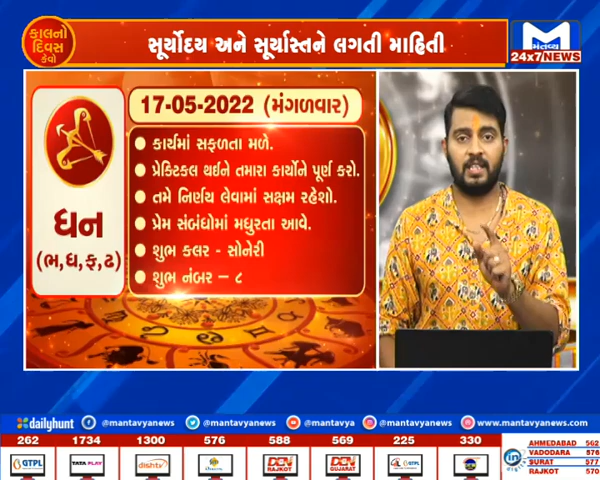 કાલનો
દિવસ
કેવો
સૂર્યોદય અને સૂર્યાસ્તને લગતી માહિતી
મંતવ્ય
24x7NEWS
17-05-2022 (મંગળવાર)
ધન
(ભ,ધ,ફ,ઢ)
કાર્યમાં સફળતા મળે.
પ્રેક્ટિકલ થઈને તમારા કાર્યોને પૂર્ણ કરો.
તમે નિર્ણય લેવામાં સક્ષમ રહેશો.
પ્રેમ સંબંધોમાં મધુરતા આવે.
શુભ કલર - સોનેરી
શુભ નંબર – ૮
dailyhunt @mantavyanews @mantavyanews @mantavya @mantavyanews @mantavyanews www.mantavyanews.com
262 1734 1300 576 588 569 225 330
GTPL TATA PLAY dishtv DEN RAJKOT DEN GUJARAT GTPL
in
AHMEDABAD 562
VADODARA 576
SURAT 577
RAJKOT 570